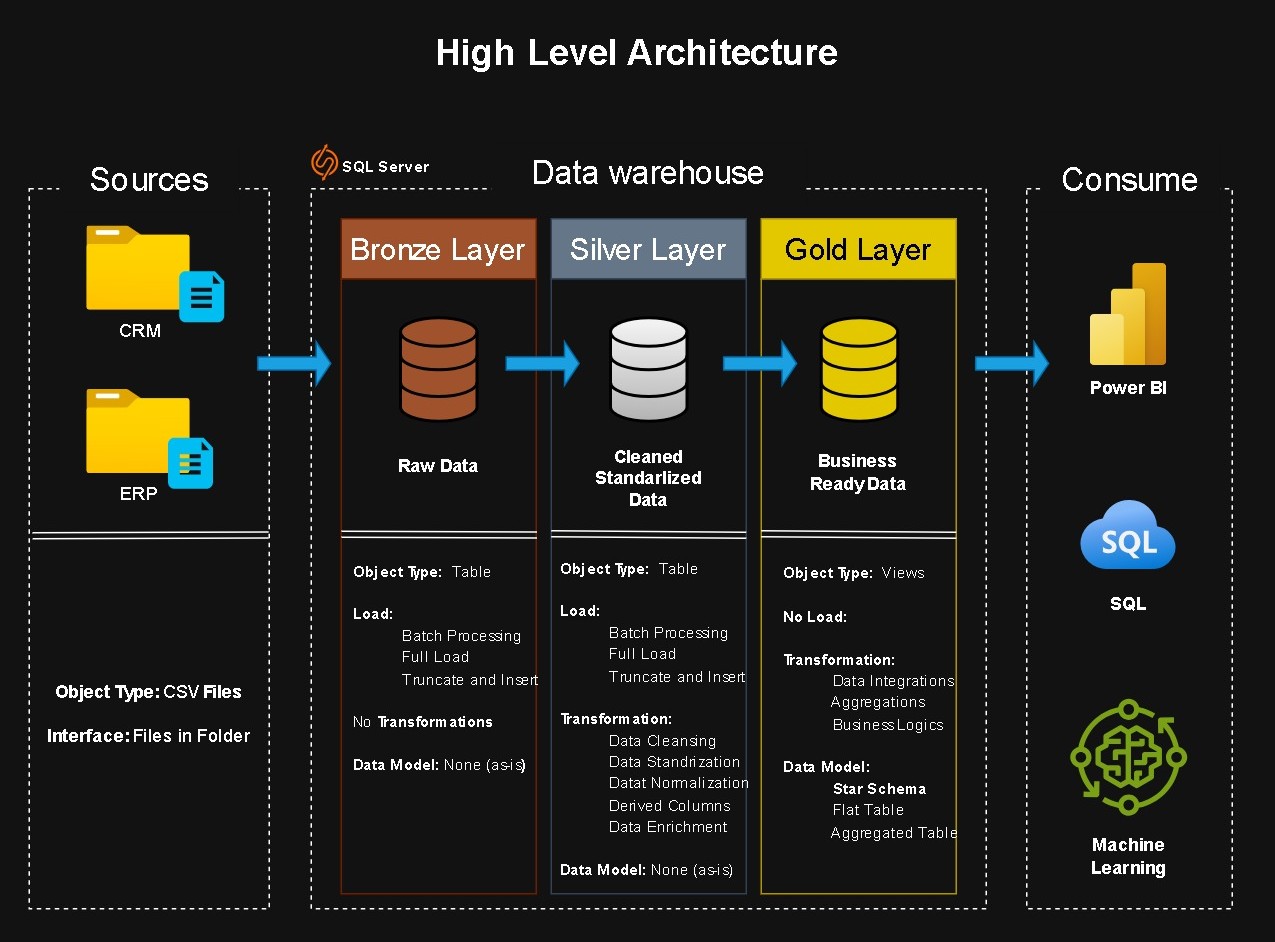 High Level Architecture
Sources
SQL Server
Data warehouse
Consume
CRM
ERP
Object Type: CSV Files
Interface: Files in Folder
Bronze Layer
Raw Data
Object Type: Table
Load:
Batch Processing
Full Load
Truncate and Insert
No Transformations
Data Model: None (as-is)
Silver Layer
Cleaned
Standarlized
Data
Object Type: Table
Load:
Batch Processing
Full Load
Truncate and Insert
Transformation:
Data Cleansing
Data Standrization
Datat Normalization
Derived Columns
Data Enrichment
Data Model: None (as-is)
Gold Layer
Business
Ready Data
Object Type: Views
No Load:
Transformation:
Data Integrations
Aggregations
Business Logics
Data Model:
Star Schema
Flat Table
Aggregated Table
Power BI
SQL
SQL
Machine
Learning